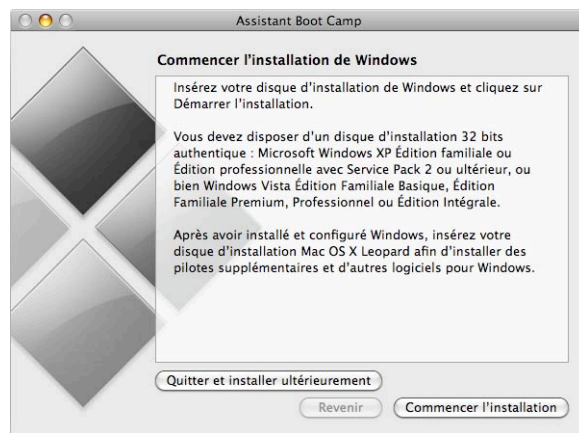 Assistant Boot Camp
Commencer l'installation de Windows
Insérez votre disque d'installation de Windows et cliquez sur
Démarrer l'installation.
Vous devez disposer d'un disque d'installation 32 bits
authentique : Microsoft Windows XP Édition familiale ou
Édition professionnelle avec Service Pack 2 ou ultérieur, ou
bien Windows Vista Édition Familiale Basique, Édition
Familiale Premium, Professionnel ou Édition Intégrale.
Après avoir installé et configuré Windows, insérez votre
disque d'installation Mac OS X Leopard afin d'installer des
pilotes supplémentaires et d'autres logiciels pour Windows.
Quitter et installer ultérieurement
Revenir
Commencer l'installation